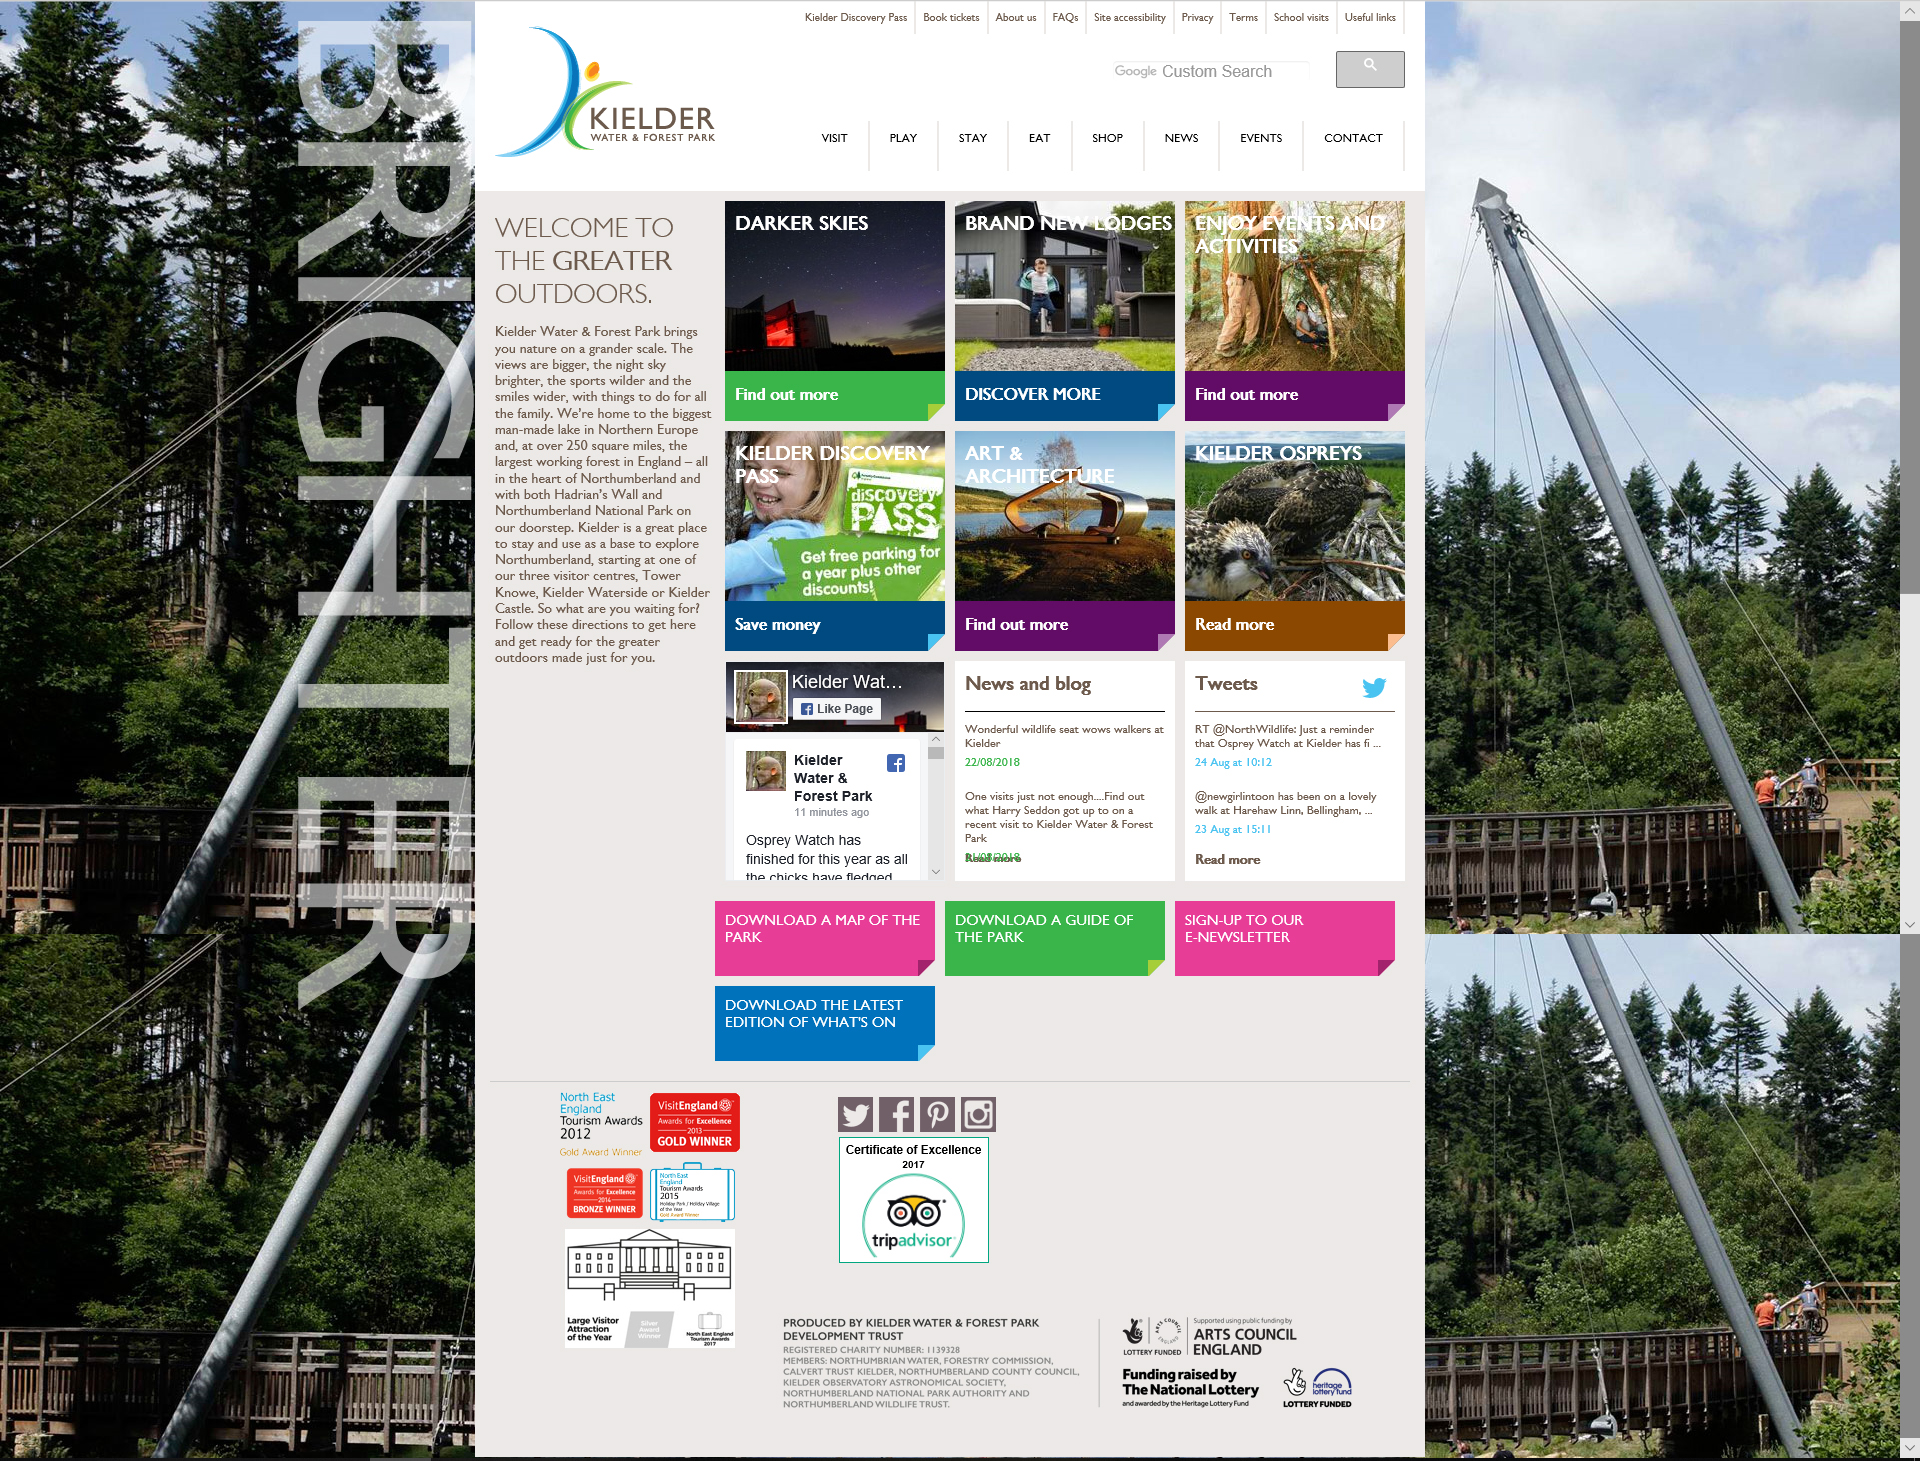 BRIGHTER
Kielder Discovery Pass
Book tickets
About us
FAQs
Site accessibility
Privacy
Terms
School visits
Useful links
KIELDER
WATER & FOREST PARK
Google Custom Search
VISIT
PLAY
STAY
EAT
SHOP
NEWS
EVENTS
CONTACT
WELCOME TO
THE GREATER
OUTDOORS.
Kielder Water & Forest Park brings
you nature on a grander scale. The
views are bigger, the night sky
brighter, the sports wilder and the
smiles wider, with things to do for all
the family. We're home to the biggest
man-made lake in Northern Europe
and, at over 250 square miles, the
largest working forest in England – all
in the heart of Northumberland and
with both Hadrian's Wall and
Northumberland National Park on
our doorstep. Kielder is a great place
to stay and use as a base to explore
Northumberland, starting at one of
our three visitor centres, Tower
Knowe, Kielder Waterside or Kielder
Castle. So what are you waiting for?
Follow these directions to get here
and get ready for the greater
outdoors made just for you.
DARKER SKIES
Find out more
BRAND NEW LODGES
DISCOVER MORE
ENJOY EVENTS AND
ACTIVITIES
Find out more
KIELDER DISCOVERY
PASS
discovery
PASS
Get free parking for
a year plus other
discounts!
Save money
ART &
ARCHITECTURE
Find out more
KIELDER OSPREYS
Read more
Kielder Wat...
Like Page
Kielder
Water &
Forest Park
11 minutes ago
Osprey Watch has
finished for this year as all
the chicks have fledged
News and blog
Wonderful wildlife seat wows walkers at
Kielder
22/08/2018
One visits just not enough....Find out
what Harry Seddon got up to on a
recent visit to Kielder Water & Forest
Park
Read more
Tweets
RT @NorthWildlife: Just a reminder
that Osprey Watch at Kielder has fi ...
24 Aug at 10:12
@newgirlintoon has been on a lovely
walk at Harehaw Linn, Bellingham, ...
23 Aug at 15:11
Read more
DOWNLOAD A MAP OF THE
PARK
DOWNLOAD A GUIDE OF
THE PARK
SIGN-UP TO OUR
E-NEWSLETTER
DOWNLOAD THE LATEST
EDITION OF WHAT'S ON
North East
England
Tourism Awards
2012
Gold Award Winner
VisitEngland
Awards for Excellence
2013
GOLD WINNER
VisitEngland
Awards for Excellence
2014
BRONZE WINNER
North East
England
Tourism Awards
2015
Holiday Park / Holiday Village
of the Year
Gold Award Winner
Large Visitor
Attraction
of the Year
Silver
Award
Winner
North East England
Tourism Awards
2017
Certificate of Excellence
2017
tripadvisor
PRODUCED BY KIELDER WATER & FOREST PARK
DEVELOPMENT TRUST
REGISTERED CHARITY NUMBER: 1139328
MEMBERS: NORTHUMBRIAN WATER, FORESTRY COMMISSION,
CALVERT TRUST KIELDER, NORTHUMBERLAND COUNTY COUNCIL,
KIELDER OBSERVATORY ASTRONOMICAL SOCIETY,
NORTHUMBERLAND NATIONAL PARK AUTHORITY AND
NORTHUMBERLAND WILDLIFE TRUST.
LOTTERY FUNDED
Supported using public funding by
ARTS COUNCIL
ENGLAND
Funding raised by
The National Lottery
and awarded by the Heritage Lottery Fund
heritage
lottery fund
LOTTERY FUNDED